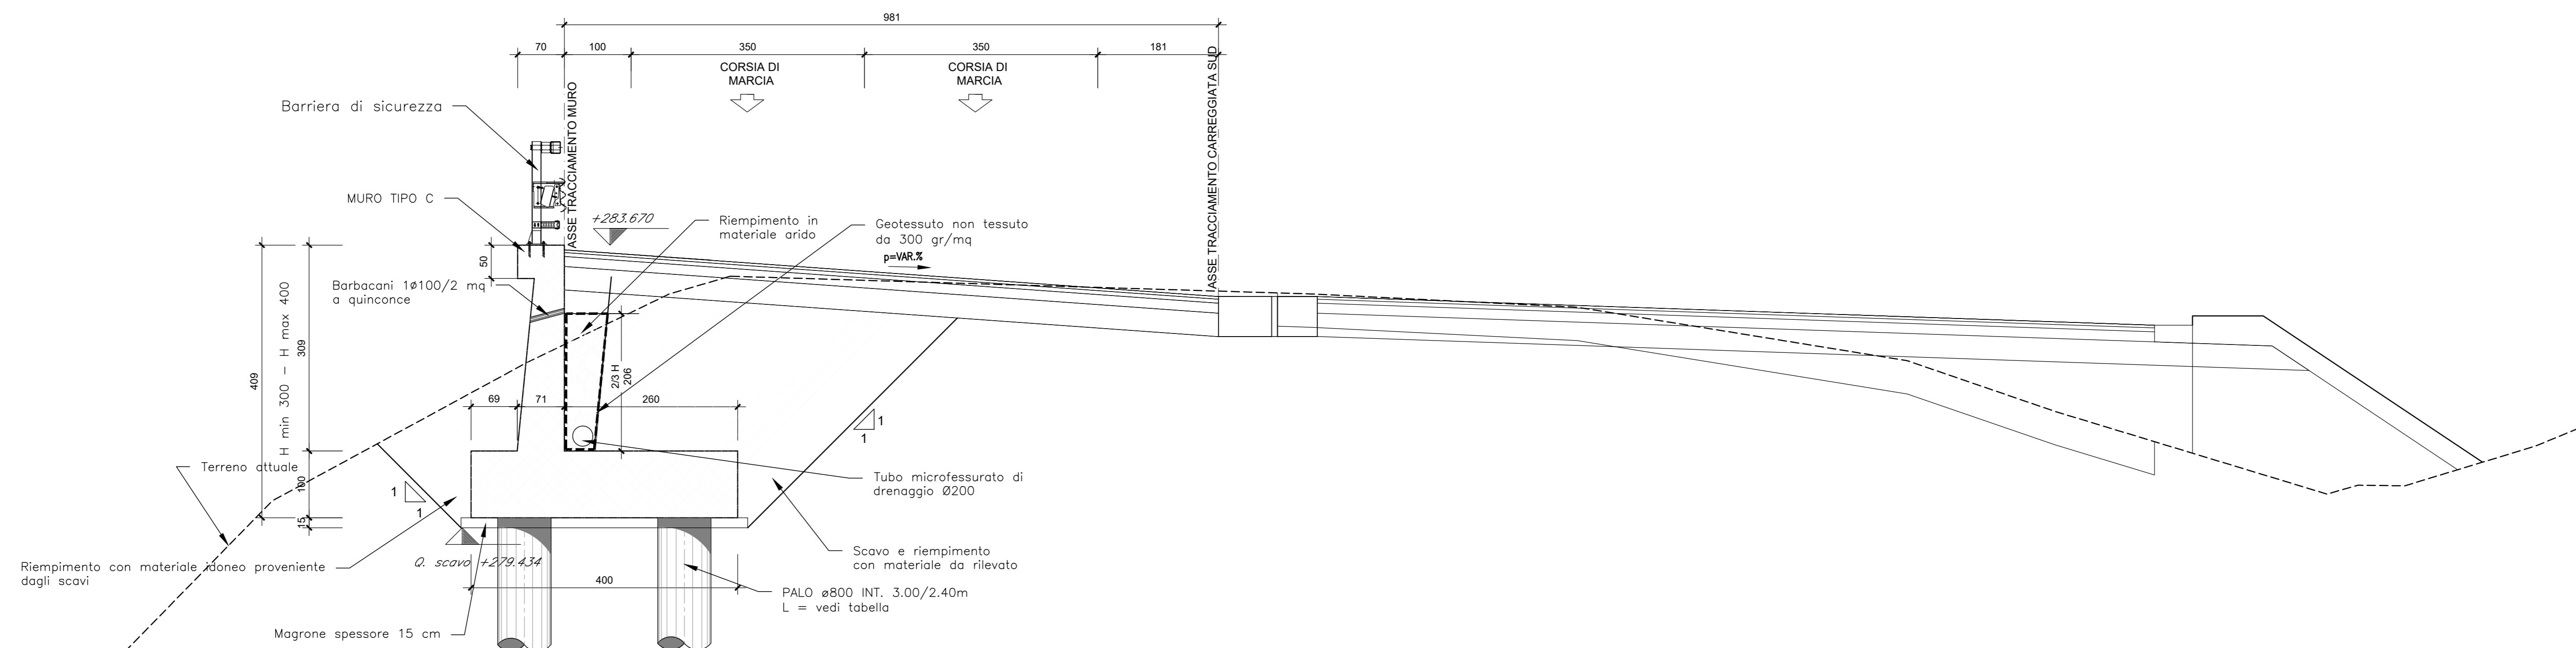 981
70
100
350
350
181
CORSIA DI
MARCIA
CORSIA DI
MARCIA
ASSE TRACCIAMENTO MURO
ASSE TRACCIAMENTO CARREGGIATA SUD
Barriera di sicurezza
MURO TIPO C
+283.670
Riempimento in
materiale arido
Geotessuto non tessuto
da 300 gr/mq
p=VAR.%
50
Barbacani 1ø100/2 mq
a quinconce
409
H min 300 - H max 400
309
100
15
2/3 H
206
69
71
260
1
1
1
1
Terreno attuale
Tubo microfessurato di
drenaggio Ø200
Riempimento con materiale idoneo proveniente
dagli scavi
Q. scavo +279.434
Scavo e riempimento
con materiale da rilevato
400
PALO ø800 INT. 3.00/2.40m
L = vedi tabella
Magrone spessore 15 cm